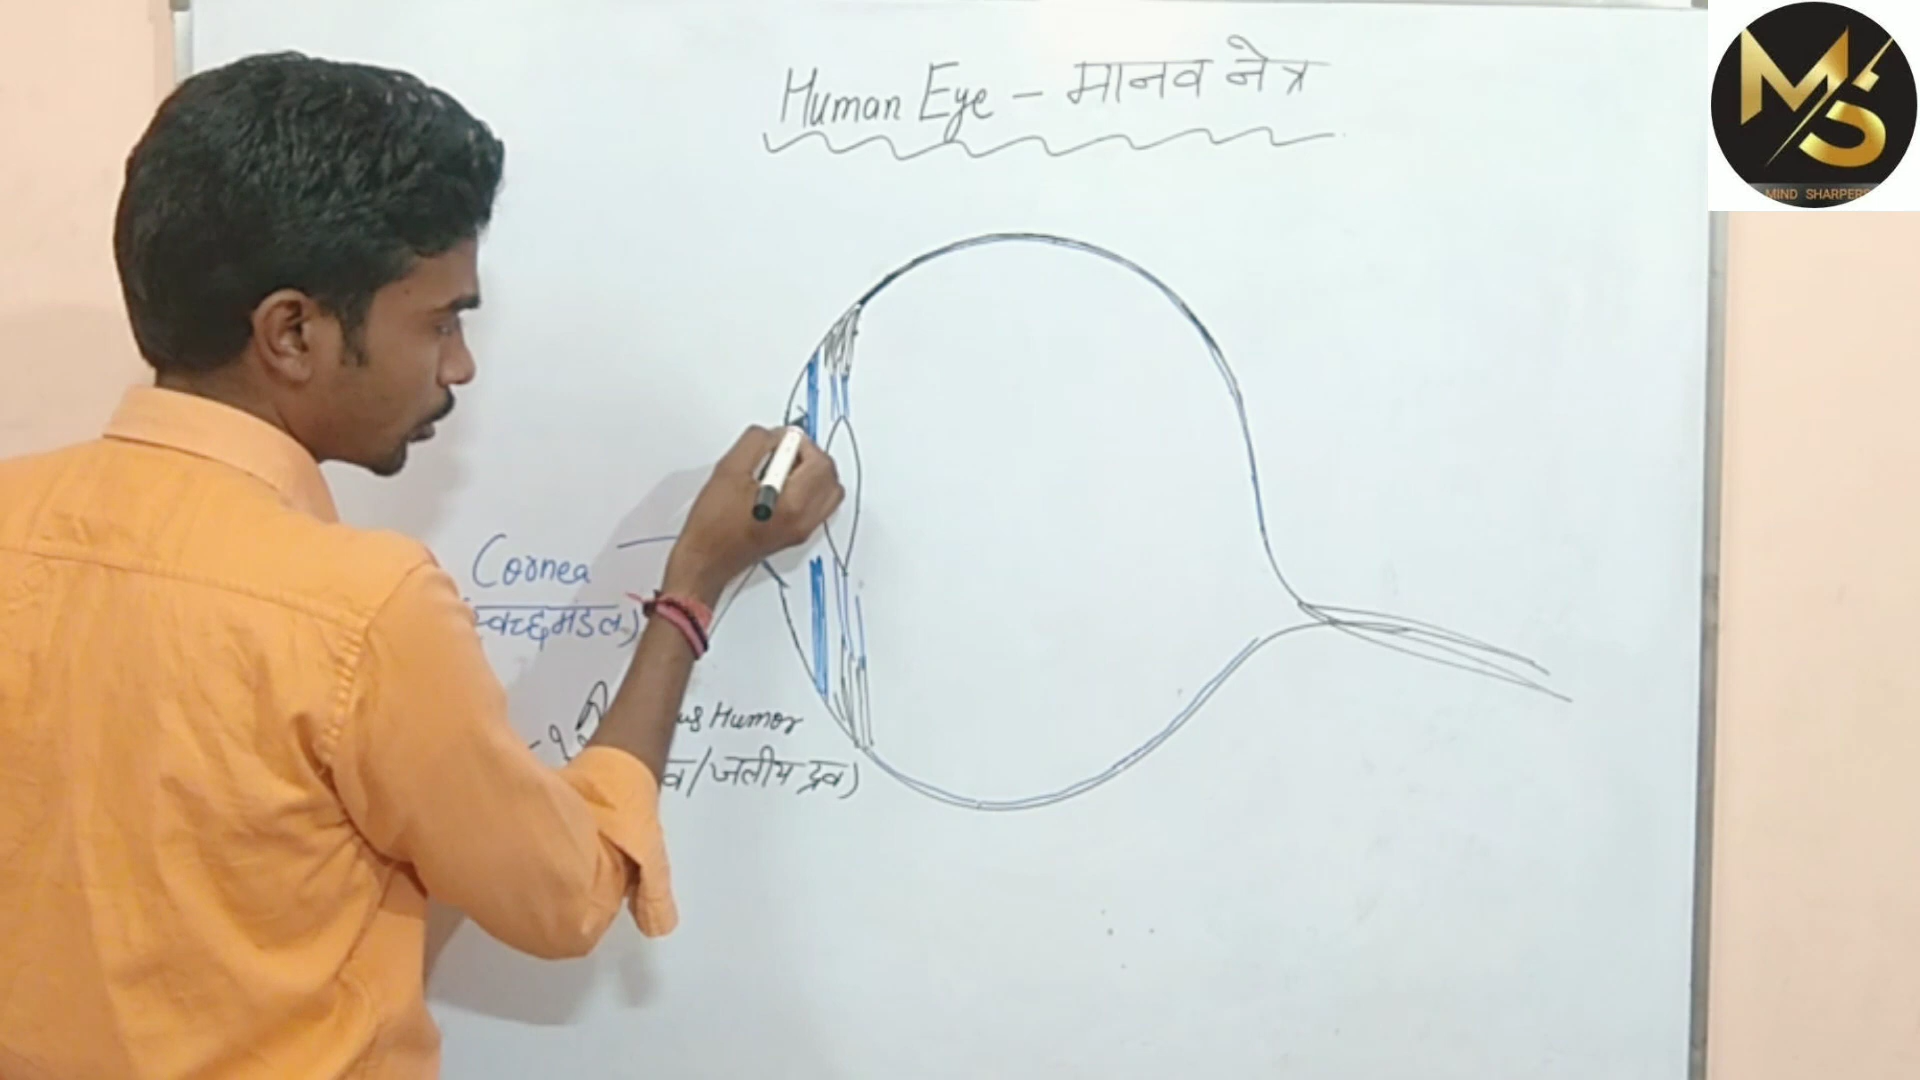 Human Eye - मानव नेत्र
MIND SHARPERS
Cornea
स्वच्छमंडल)
Humor
/जलीय द्रव)